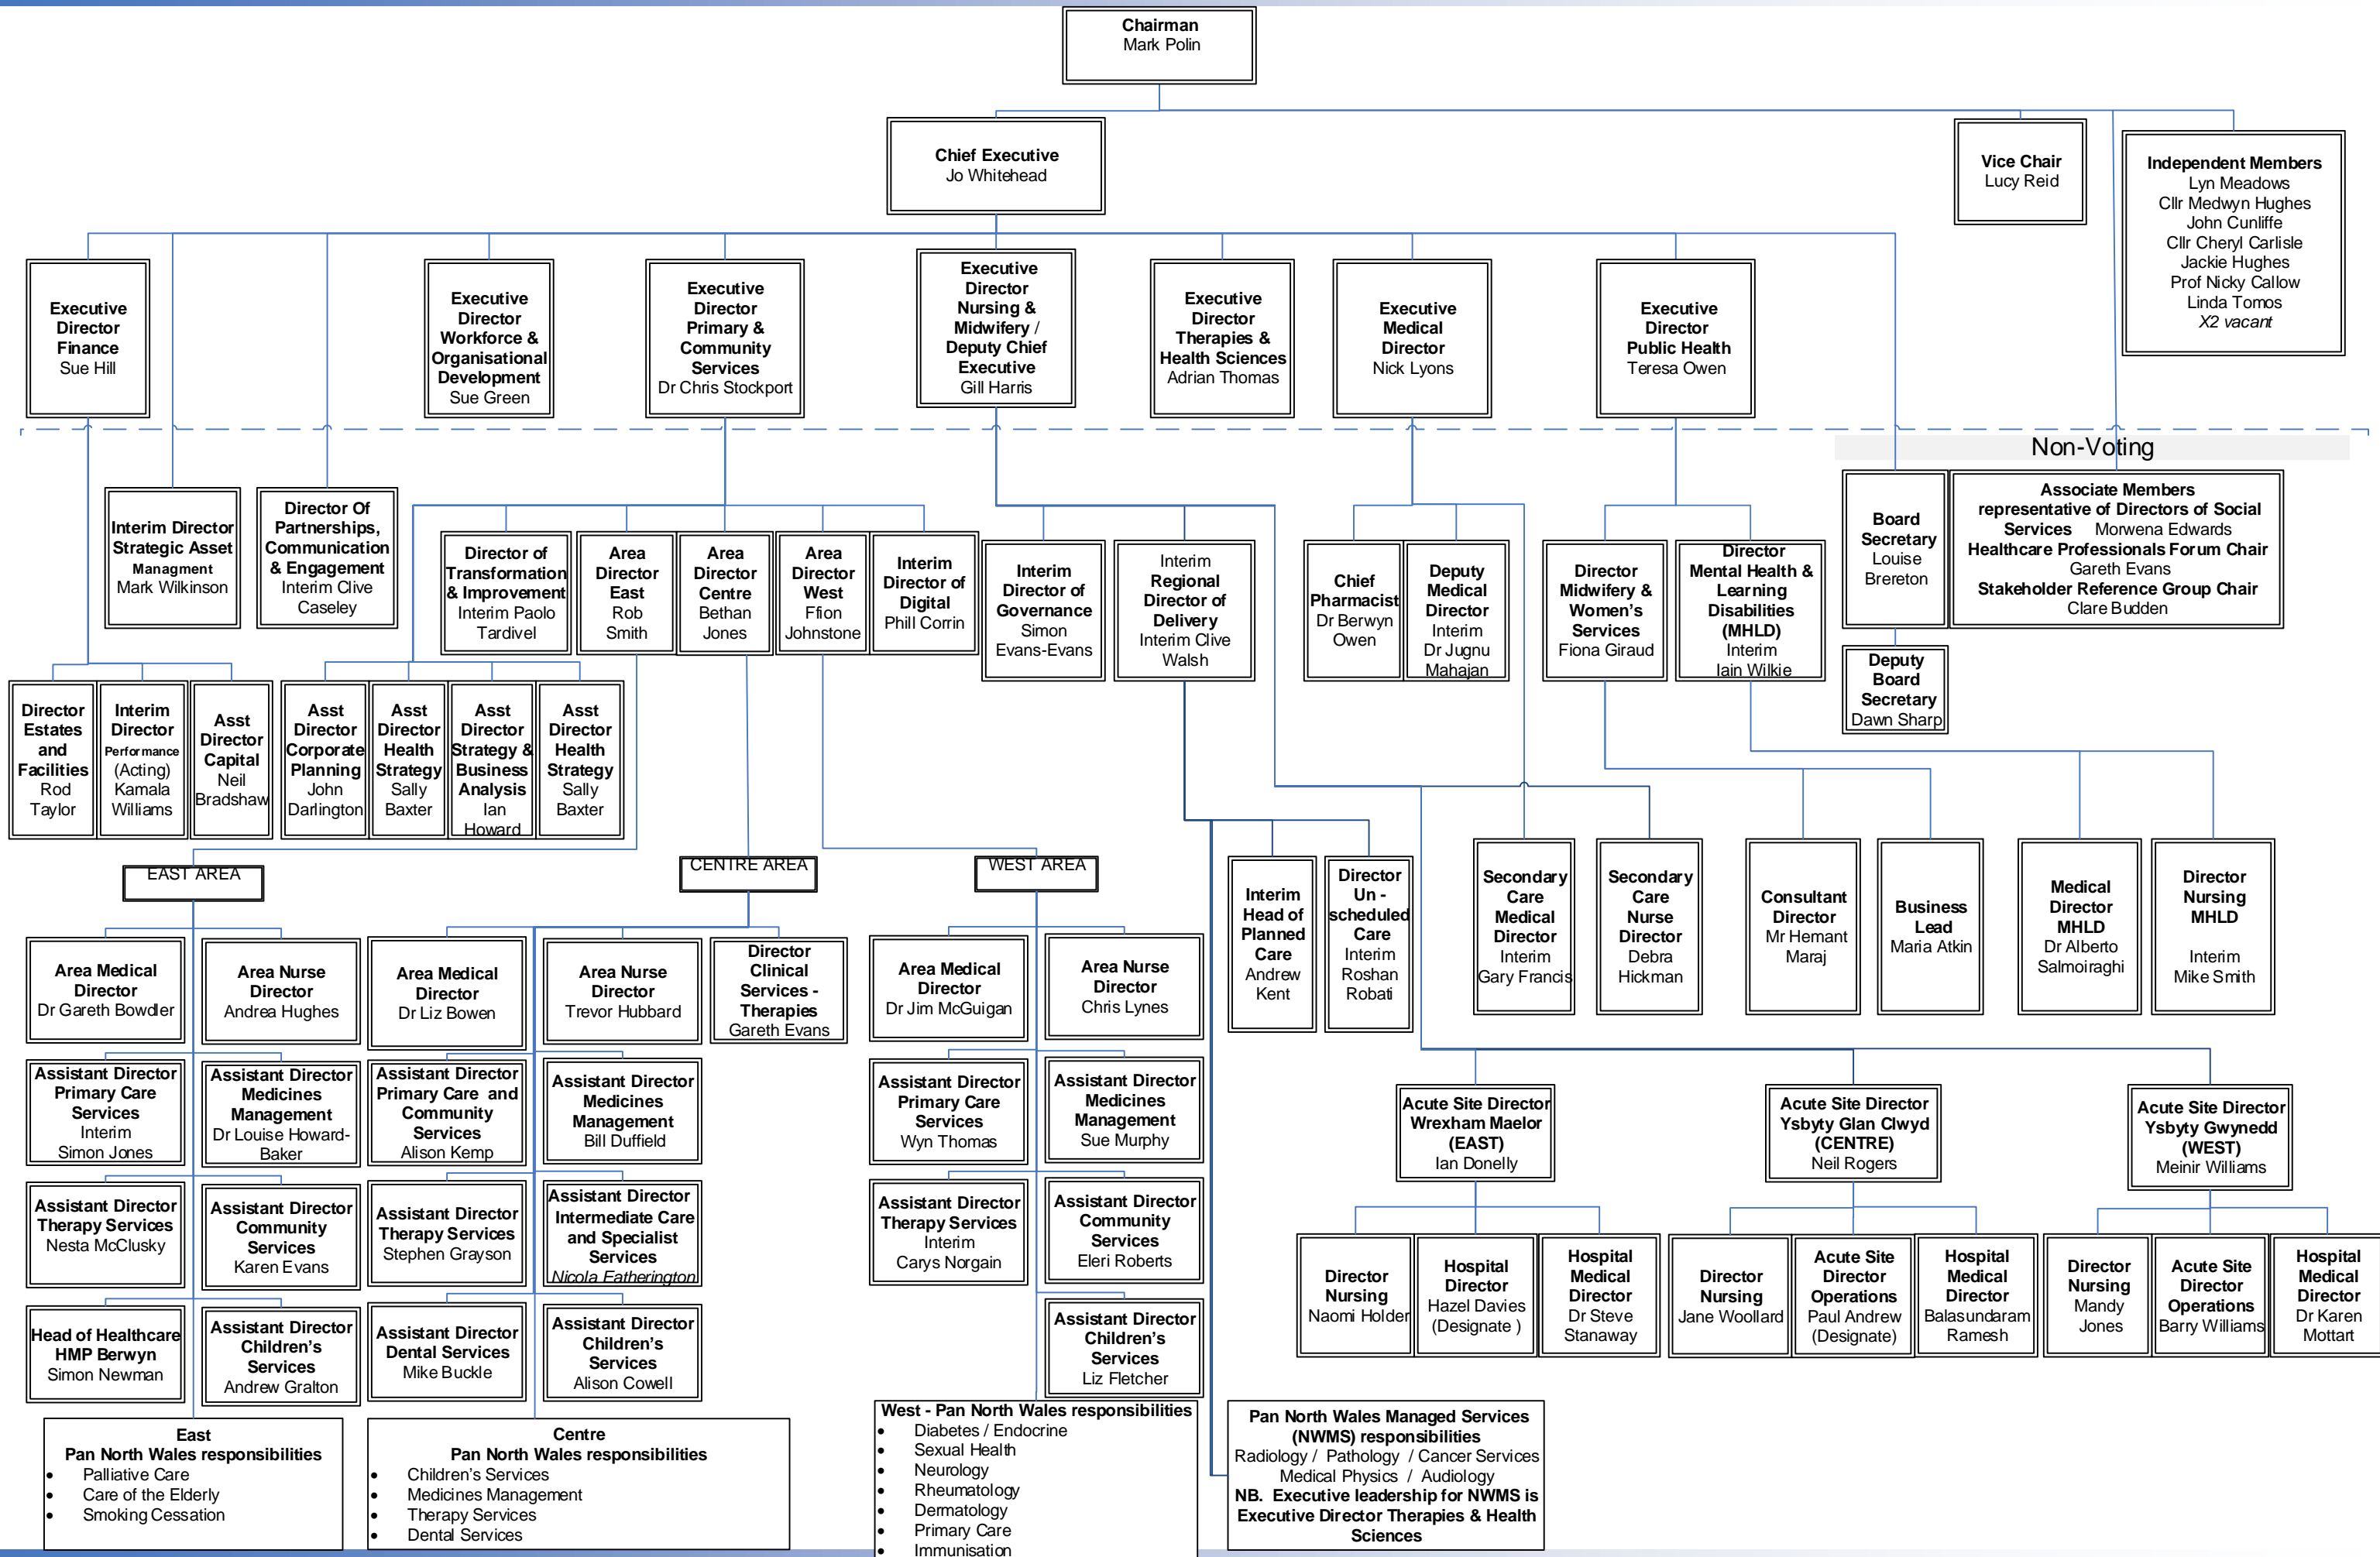 Chairman
Mark Polin
Chief Executive
Jo Whitehead
Vice Chair
Lucy Reid
Independent Members
Lyn Meadows
Cllr Medwyn Hughes
John Cunliffe
Cllr Cheryl Carlisle
Jackie Hughes
Prof Nicky Callow
Linda Tomos
X2 vacant
Executive
Director
Finance
Sue Hill
Executive
Director
Workforce &
Organisational
Development
Sue Green
Executive
Director
Primary &
Community
Services
Dr Chris Stockport
Executive
Director
Nursing &
Midwifery /
Deputy Chief
Executive
Gill Harris
Executive
Director
Therapies &
Health Sciences
Adrian Thomas
Executive
Medical
Director
Nick Lyons
Executive
Director
Public Health
Teresa Owen
Non-Voting
Interim Director
Strategic Asset
Managment
Mark Wilkinson
Director Of
Partnerships,
Communication
& Engagement
Interim Clive
Caseley
Director of
Transformation
& Improvement
Interim Paolo
Tardivel
Area
Director
East
Rob
Smith
Area
Director
Centre
Bethan
Jones
Area
Director
West
Ffion
Johnstone
Interim
Director of
Digital
Phill Corrin
Interim
Director of
Governance
Simon
Evans-Evans
Interim
Regional
Director of
Delivery
Interim Clive
Walsh
Chief
Pharmacist
Dr Berwyn
Owen
Deputy
Medical
Director
Interim
Dr Jugnu
Mahajan
Director
Midwifery &
Women's
Services
Fiona Giraud
Director
Mental Health &
Learning
Disabilities
(MHLD)
Interim
Iain Wilkie
Board
Secretary
Louise
Brereton
Associate Members
representative of Directors of Social
Services Morwena Edwards
Healthcare Professionals Forum Chair
Gareth Evans
Stakeholder Reference Group Chair
Clare Budden
Deputy
Board
Secretary
Dawn Sharp
Director
Estates
and
Facilities
Rod
Taylor
Interim
Director
Performance
(Acting)
Kamala
Williams
Asst
Director
Capital
Neil
Bradshaw
Asst
Director
Corporate
Planning
John
Darlington
Asst
Director
Health
Strategy
Sally
Baxter
Asst
Director
Strategy &
Business
Analysis
Ian
Howard
Asst
Director
Health
Strategy
Sally
Baxter
EAST AREA
CENTRE AREA
WEST AREA
Interim
Head of
Planned
Care
Andrew
Kent
Director
Un -
scheduled
Care
Interim
Roshan
Robati
Secondary
Care
Medical
Director
Interim
Gary Francis
Secondary
Care
Nurse
Director
Debra
Hickman
Consultant
Director
Mr Hemant
Maraj
Business
Lead
Maria Atkin
Medical
Director
MHLD
Dr Alberto
Salmoiraghi
Director
Nursing
MHLD
Interim
Mike Smith
Area Medical
Director
Dr Gareth Bowdler
Area Nurse
Director
Andrea Hughes
Area Medical
Director
Dr Liz Bowen
Area Nurse
Director
Trevor Hubbard
Director
Clinical
Services -
Therapies
Gareth Evans
Area Medical
Director
Dr Jim McGuigan
Area Nurse
Director
Chris Lynes
Assistant Director
Primary Care
Services
Interim
Simon Jones
Assistant Director
Medicines
Management
Dr Louise Howard-
Baker
Assistant Director
Primary Care and
Community
Services
Alison Kemp
Assistant Director
Medicines
Management
Bill Duffield
Assistant Director
Primary Care
Services
Wyn Thomas
Assistant Director
Medicines
Management
Sue Murphy
Acute Site Director
Wrexham Maelor
(EAST)
Ian Donelly
Acute Site Director
Ysbyty Glan Clwyd
(CENTRE)
Neil Rogers
Acute Site Director
Ysbyty Gwynedd
(WEST)
Meinir Williams
Assistant Director
Therapy Services
Nesta McClusky
Assistant Director
Community
Services
Karen Evans
Assistant Director
Therapy Services
Stephen Grayson
Assistant Director
Intermediate Care
and Specialist
Services
Nicola Eatherington
Assistant Director
Therapy Services
Interim
Carys Norgain
Assistant Director
Community
Services
Eleri Roberts
Director
Nursing
Naomi Holder
Hospital
Director
Hazel Davies
(Designate )
Hospital
Medical
Director
Dr Steve
Stanaway
Director
Nursing
Jane Woollard
Acute Site
Director
Operations
Paul Andrew
(Designate)
Hospital
Medical
Director
Balasundaram
Ramesh
Director
Nursing
Mandy
Jones
Acute Site
Director
Operations
Barry Williams
Hospital
Medical
Director
Dr Karen
Mottart
Head of Healthcare
HMP Berwyn
Simon Newman
Assistant Director
Children's
Services
Andrew Gralton
Assistant Director
Dental Services
Mike Buckle
Assistant Director
Children's
Services
Alison Cowell
Assistant Director
Children's
Services
Liz Fletcher
East
Pan North Wales responsibilities
• Palliative Care
• Care of the Elderly
• Smoking Cessation
Centre
Pan North Wales responsibilities
• Children's Services
• Medicines Management
• Therapy Services
• Dental Services
West - Pan North Wales responsibilities
• Diabetes / Endocrine
• Sexual Health
• Neurology
• Rheumatology
• Dermatology
• Primary Care
• Immunisation
Pan North Wales Managed Services
(NWMS) responsibilities
Radiology / Pathology / Cancer Services
Medical Physics / Audiology
NB. Executive leadership for NWMS is
Executive Director Therapies & Health
Sciences